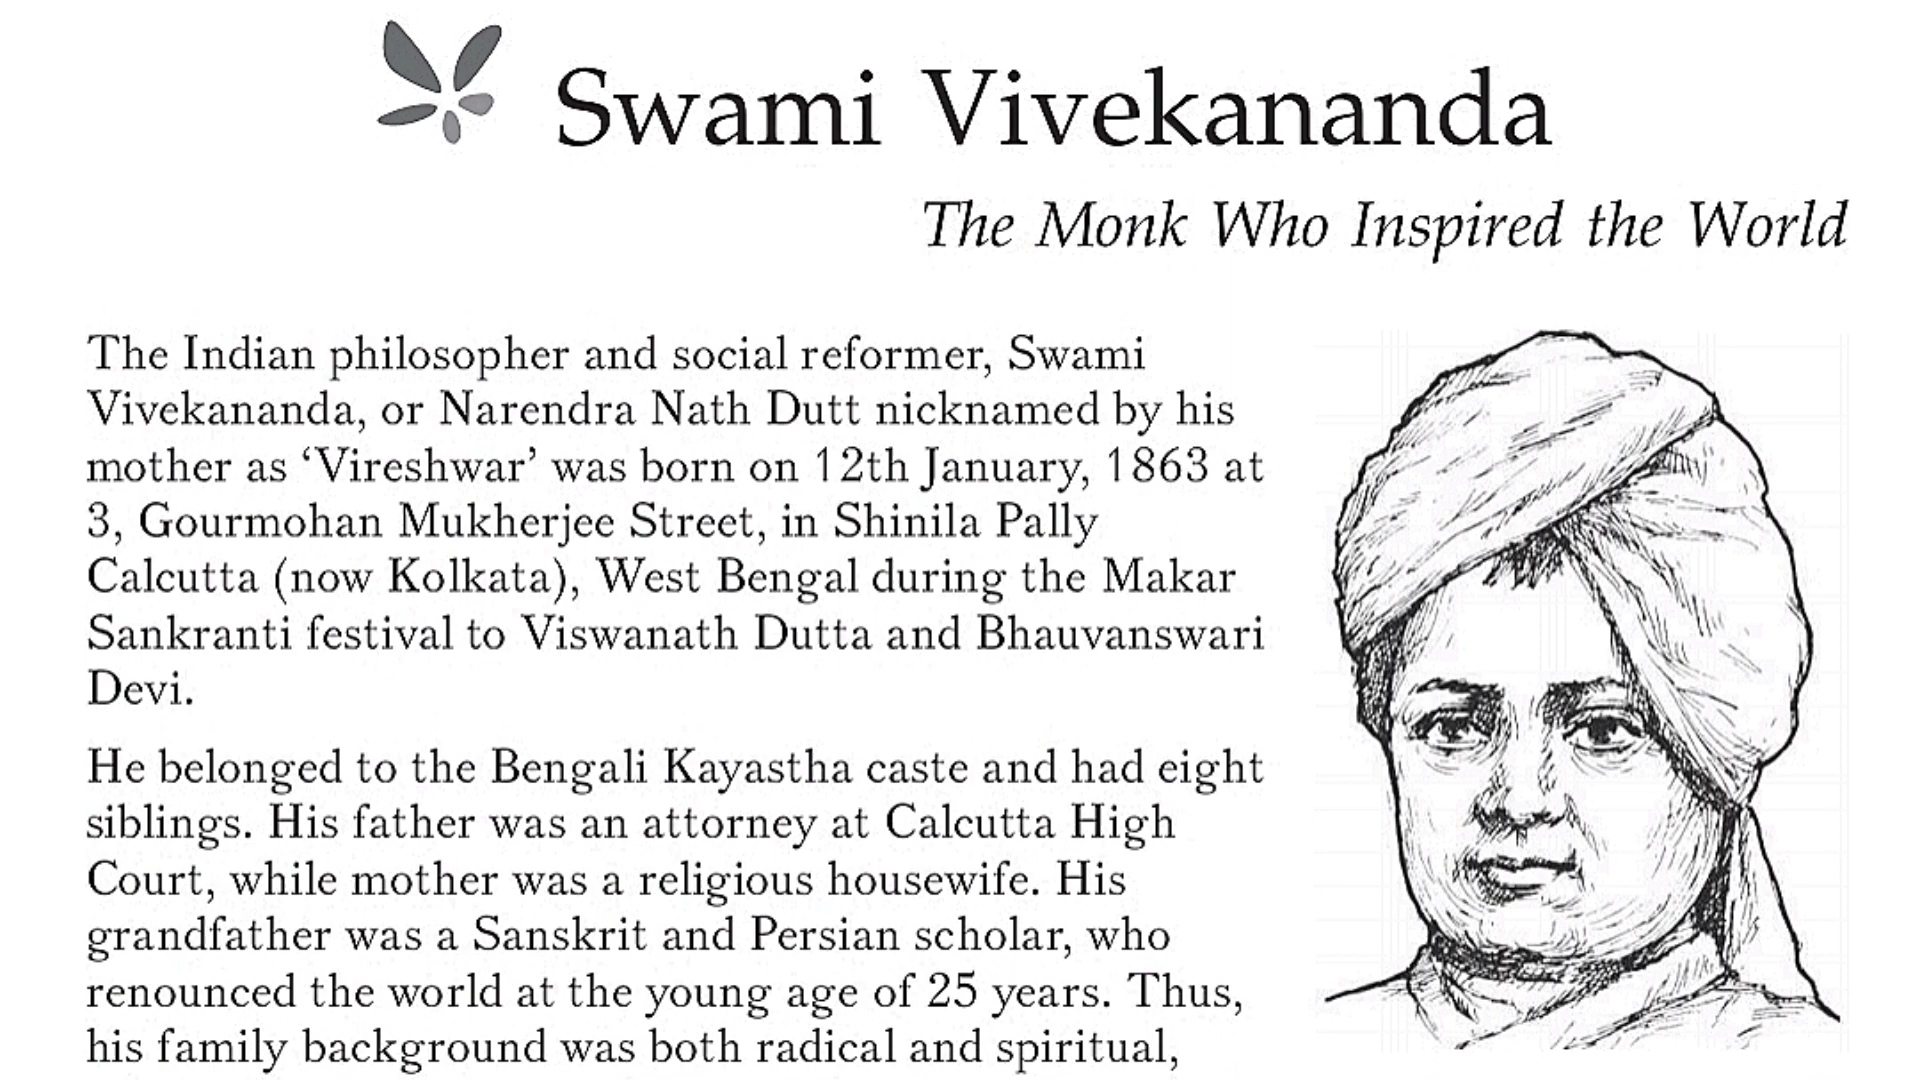 Swami Vivekananda
The Monk Who Inspired the World
The Indian philosopher and social reformer, Swami
Vivekananda, or Narendra Nath Dutt nicknamed by his
mother as ‘Vireshwar’ was born on 12th January, 1863 at
3, Gourmohan Mukherjee Street, in Shinila Pally
Calcutta (now Kolkata), West Bengal during the Makar
Sankranti festival to Viswanath Dutta and Bhauvanswari
Devi.
He belonged to the Bengali Kayastha caste and had eight
siblings. His father was an attorney at Calcutta High
Court, while mother was a religious housewife. His
grandfather was a Sanskrit and Persian scholar, who
renounced the world at the young age of 25 years. Thus,
his family background was both radical and spiritual,